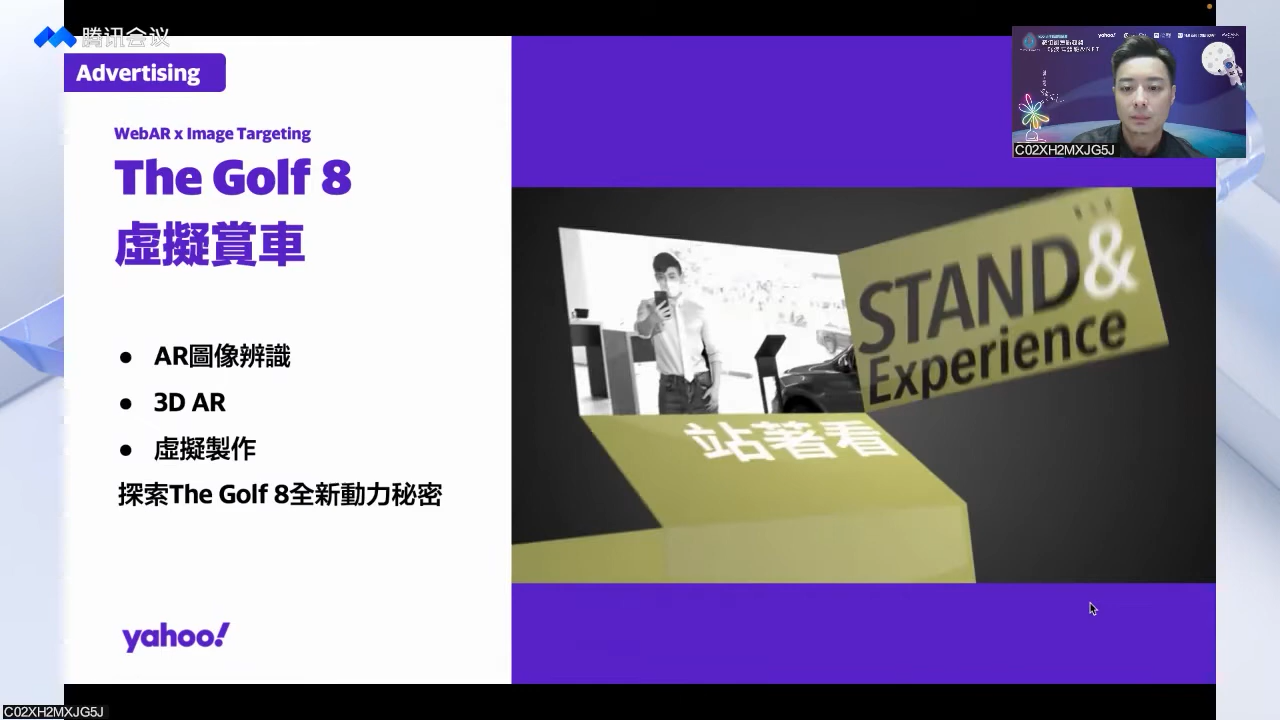 腾讯会议
Advertising
WebAR x Image Targeting
The Golf 8
虛擬賞車
● AR圖像辨識
● 3D AR
● 虛擬製作
探索The Golf 8全新動力秘密
yahoo!
STAND&
Experience
站著看
yahoo!
C02XH2MXJG5J
C02XH2MXJG5J